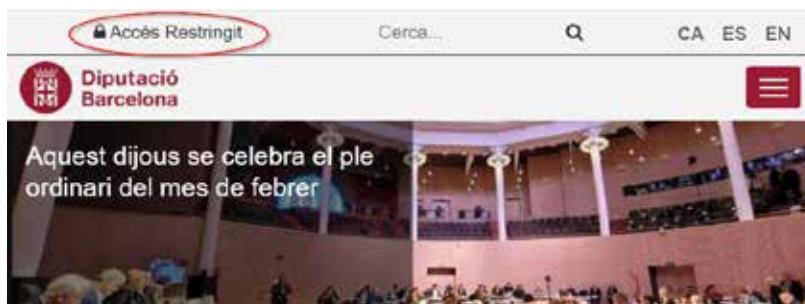 Accés Restringit
Cerca...
CA ES EN
Diputació
Barcelona
Aquest dijous se celebra el ple
ordinari del mes de febrer